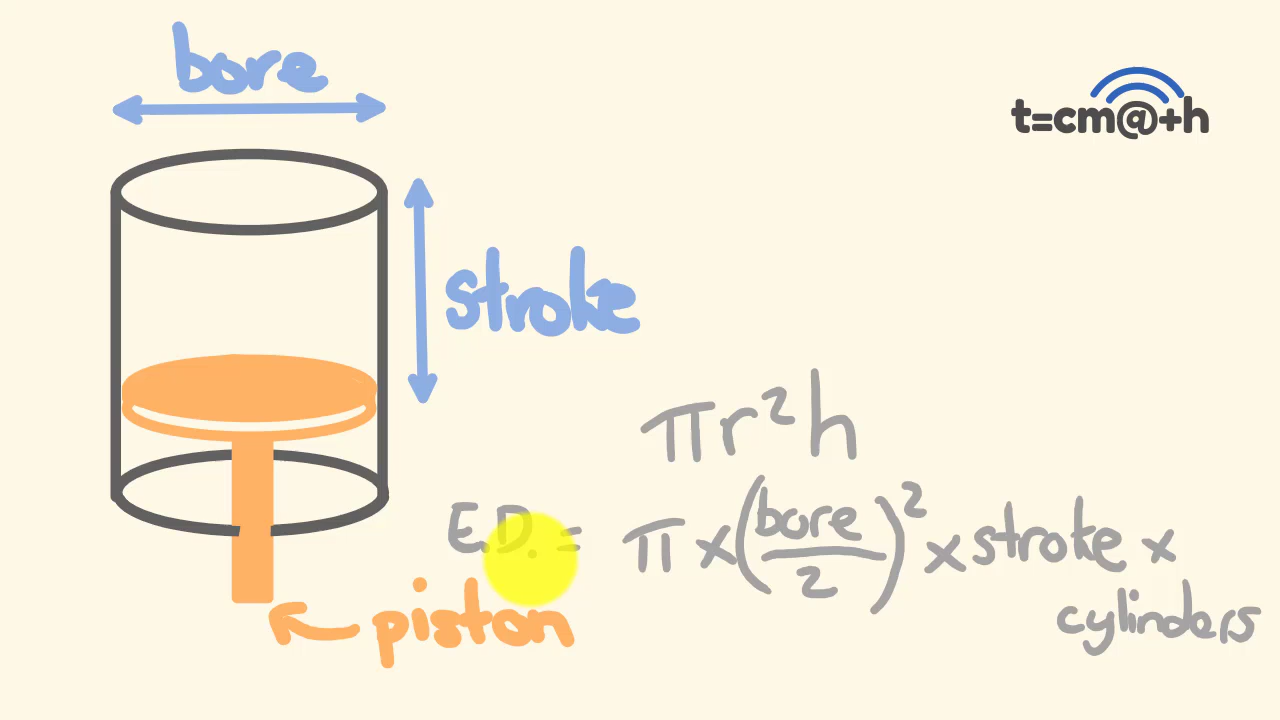 bore
t=cm@+h
stroke
πr²h
E.D. = π × (bore/2)² × stroke ×
cylinders
piston